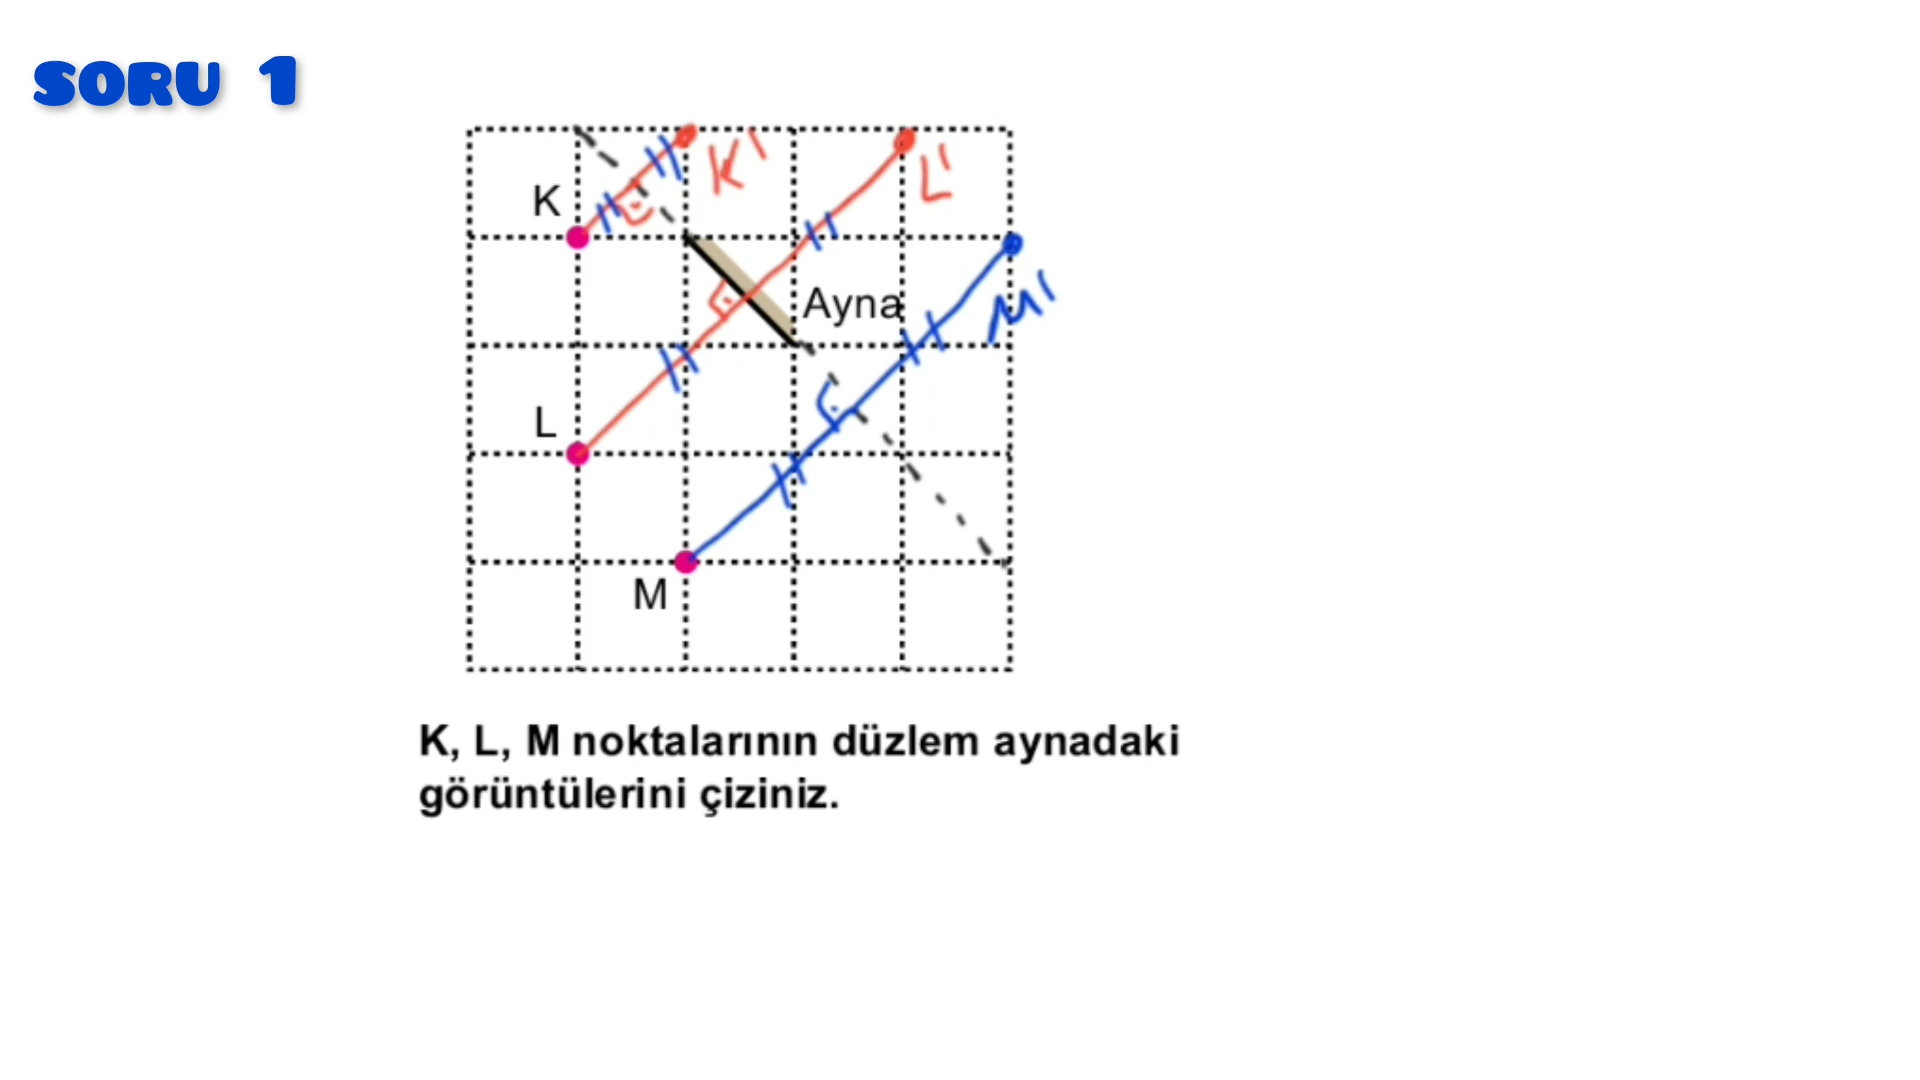 SORU 1
K
K'
L'
Ayna
M'
L
M
K, L, M noktalarının düzlem aynadaki
görüntülerini çiziniz.